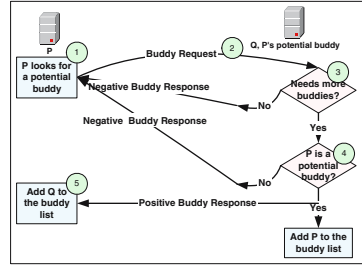 P
Q, P's potential buddy
1
P looks for
a potential
buddy
Buddy Request
2
3
Needs more
buddies?
Negative Buddy Response
No
Yes
Negative Buddy Response
4
P is a
potential
buddy?
No
Yes
5
Add Q to
the buddy
list
Positive Buddy Response
Add P to the
buddy list